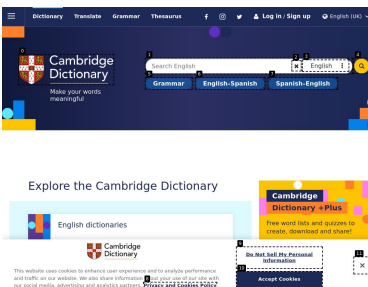 Dictionary Translate Grammar Thesaurus Log in / Sign up English (UK)
Cambridge
Dictionary
Make your words
meaningful
Search English
English
Grammar English–Spanish Spanish–English
Explore the Cambridge Dictionary
English dictionaries
Cambridge
Dictionary +Plus
Free word lists and quizzes to
create, download and share!
Cambridge
Dictionary
This website uses cookies to enhance user experience and to analyze performance
and traffic on our website. We also share information about your use of our site with
our social media, advertising and analytics partners. Privacy and Cookies Policy
Do Not Sell My Personal
Information
Accept Cookies